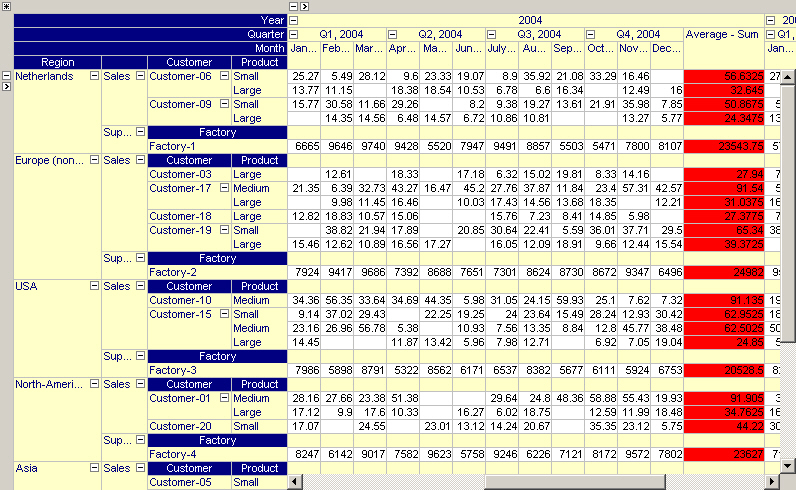 Year 2004 20
Quarter Q1, 2004 Q2, 2004 Q3, 2004 Q4, 2004 Average - Sum Q1,
Month Jan... Feb... Mar... Apr... Ma... Jun... July... Au... Sep... Oct... Nov... Dec... Jan...
Region Customer Product
Netherlands Sales Customer-06 Small 25.27 5.49 28.12 9.6 23.33 19.07 8.9 35.92 21.08 33.29 16.46 56.6325 27
Large 13.77 11.15 18.38 18.54 10.53 6.78 6.6 16.34 12.49 16 32.645
Customer-09 Small 15.77 30.58 11.66 29.26 8.2 9.38 19.27 13.61 21.91 35.98 7.85 50.8675 5
Large 14.35 14.56 6.48 14.57 6.72 10.86 10.81 13.27 5.77 24.3475 13
Sup... Factory
Factory-1 6665 9646 9740 9428 5520 7947 9491 8857 5503 5471 7800 8107 23543.75 57
Europe (non... Sales Customer Product
Customer-03 Large 12.61 18.33 17.18 6.32 15.02 19.81 8.33 14.16 27.94 7
Customer-17 Medium 21.35 6.39 32.73 43.27 16.47 45.2 27.76 37.87 11.84 23.4 57.31 42.57 91.54 5
Large 9.98 11.45 16.46 10.03 17.43 14.56 13.68 18.35 12.21 31.0375 16
Customer-18 Large 12.82 18.83 10.57 15.06 15.76 7.23 8.41 14.85 5.98 27.3775 7
Customer-19 Small 38.82 21.94 17.89 20.85 30.64 22.41 5.59 36.01 37.71 29.5 65.34 38
Large 15.46 12.62 10.89 16.56 17.27 16.05 12.09 18.91 9.66 12.44 15.54 39.3725
Sup... Factory
Factory-2 7924 9417 9686 7392 8688 7651 7301 8624 8730 8672 9347 6496 24982 99
USA Sales Customer Product
Customer-10 Medium 34.36 56.35 33.64 34.69 44.35 5.98 31.05 24.15 59.93 25.1 7.62 7.32 91.135 19
Customer-15 Small 9.14 37.02 29.43 22.25 19.25 24 23.64 15.49 28.24 12.93 30.42 62.9525 18
Medium 23.16 26.96 56.78 5.38 10.93 7.56 13.35 8.84 12.8 45.77 38.48 62.5025 50
Large 14.45 11.87 13.42 5.96 7.98 12.71 6.92 7.05 19.04 24.85 5
Sup... Factory
Factory-3 7986 5898 8791 5322 8562 6171 6537 8382 5677 6111 5924 6753 20528.5 82
North-Ameri... Sales Customer Product
Customer-01 Medium 28.16 27.66 23.38 51.38 29.64 24.8 48.36 58.88 55.43 19.93 91.905 3
Large 17.12 9.9 17.6 10.33 16.27 6.02 18.75 12.59 11.99 18.48 34.7625 16
Customer-20 Small 17.07 24.55 23.01 13.12 14.24 20.67 35.35 23.12 5.75 44.22 30
Sup... Factory
Factory-4 8247 6142 9017 7582 9623 5758 9246 6226 7121 8172 9572 7802 23627
Asia Sales Customer Product
Customer-05 Small